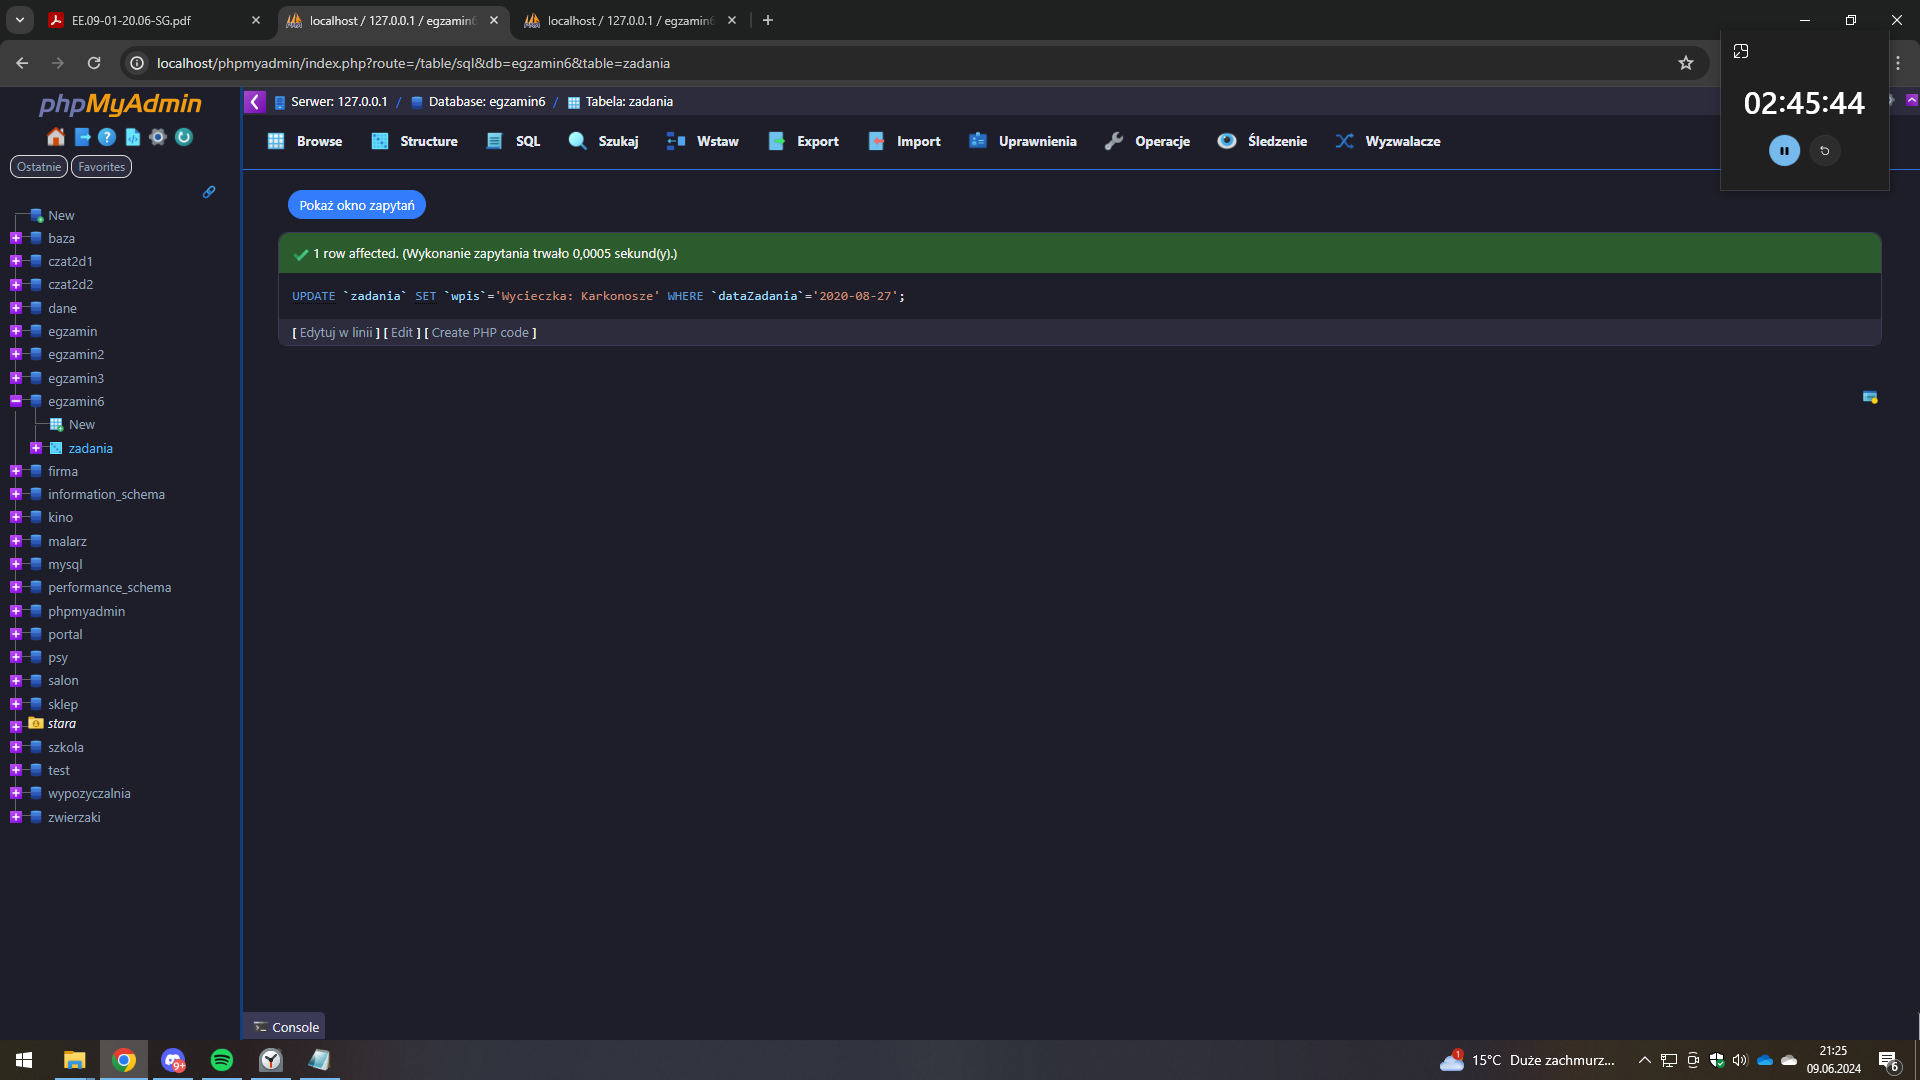 EE.09-01-20.06-SG.pdf
localhost / 127.0.0.1 / egzamin6
localhost / 127.0.0.1 / egzamin6
localhost/phpmyadmin/index.php?route=/table/sql&db=egzamin6&table=zadania
02:45:44
phpMyAdmin
Ostatnie
Favorites
New
baza
czat2d1
czat2d2
dane
egzamin
egzamin2
egzamin3
egzamin6
New
zadania
firma
information_schema
kino
malarz
mysql
performance_schema
phpmyadmin
portal
psy
salon
sklep
stara
szkola
test
wypozyczalnia
zwierzaki
Serwer: 127.0.0.1 / Database: egzamin6 / Tabela: zadania
Browse Structure SQL Szukaj Wstaw Export Import Uprawnienia Operacje Śledzenie Wyzwalacze
Pokaż okno zapytań
1 row affected. (Wykonanie zapytania trwało 0,0005 sekund(y).)
UPDATE `zadania` SET `wpis`='Wycieczka: Karkonosze' WHERE `dataZadania`='2020-08-27';
[ Edytuj w linii ] [ Edit ] [ Create PHP code ]
Console
9+
1
15°C Duże zachmurz...
21:25
09.06.2024
6